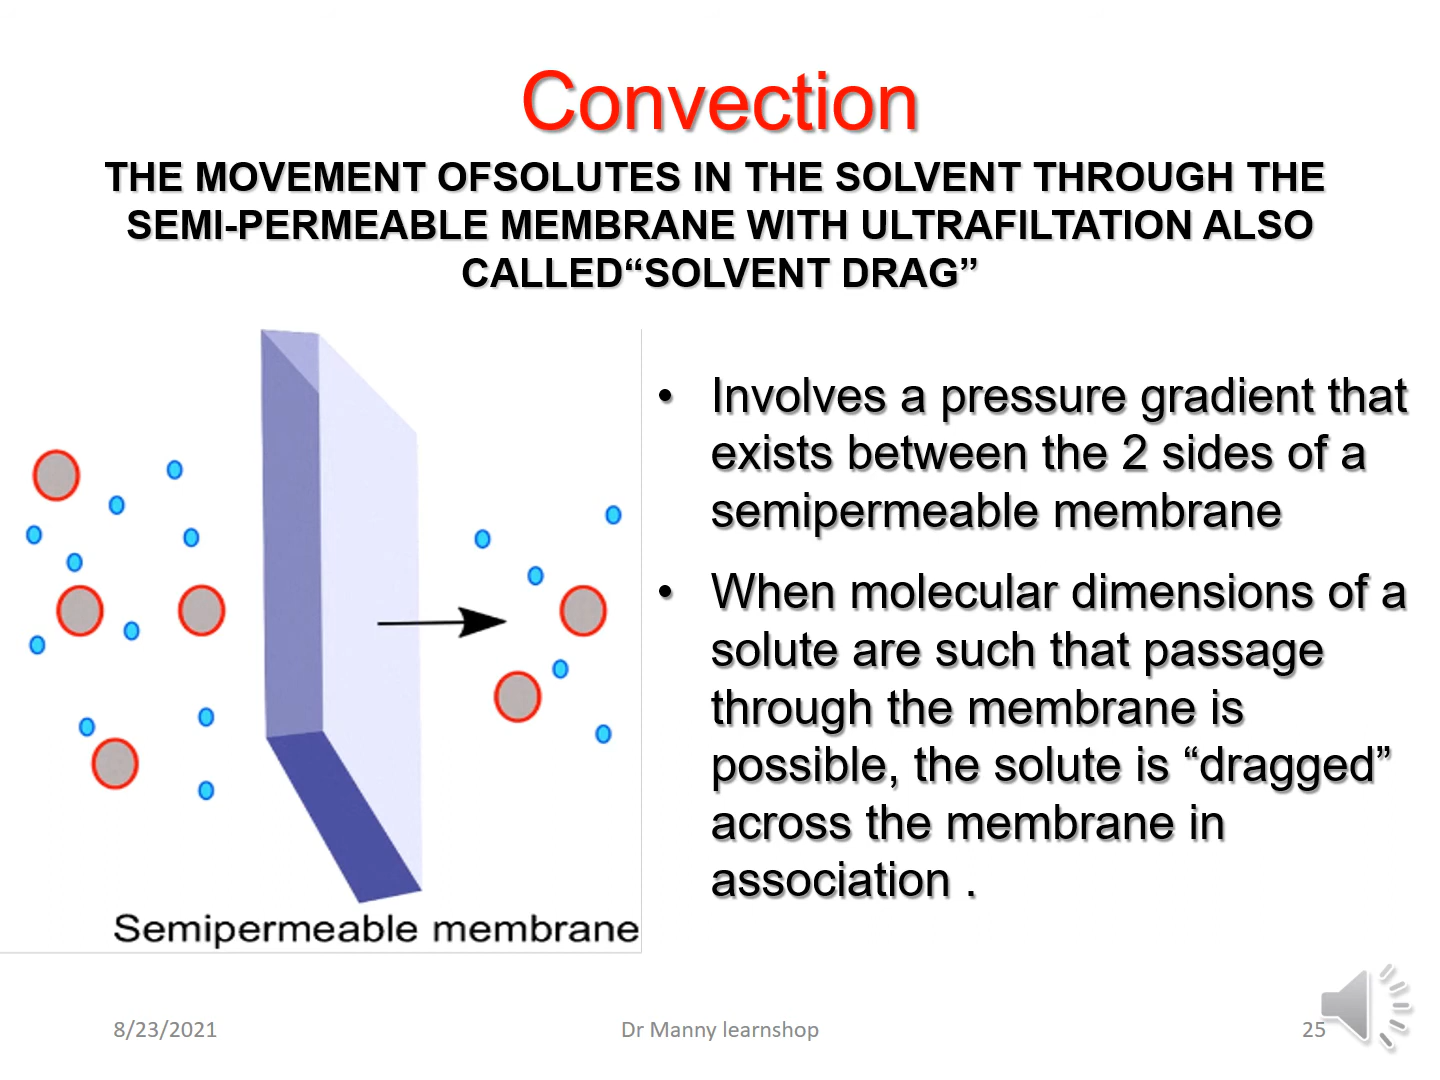 Convection
THE MOVEMENT OFSOLUTES IN THE SOLVENT THROUGH THE
SEMI-PERMEABLE MEMBRANE WITH ULTRAFILTATION ALSO
CALLED“SOLVENT DRAG”
• Involves a pressure gradient that
exists between the 2 sides of a
semipermeable membrane
• When molecular dimensions of a
solute are such that passage
through the membrane is
possible, the solute is “dragged”
across the membrane in
association .
Semipermeable membrane
8/23/2021
Dr Manny learnshop
25